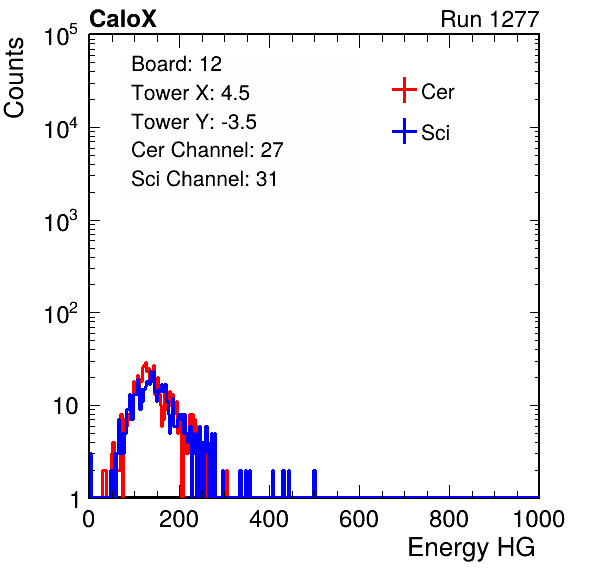 CaloX Run 1277
Counts
10^5
10^4
10^3
10^2
10
1
Board: 12
Tower X: 4.5
Tower Y: -3.5
Cer Channel: 27
Sci Channel: 31
Cer
Sci
0 200 400 600 800 1000
Energy HG